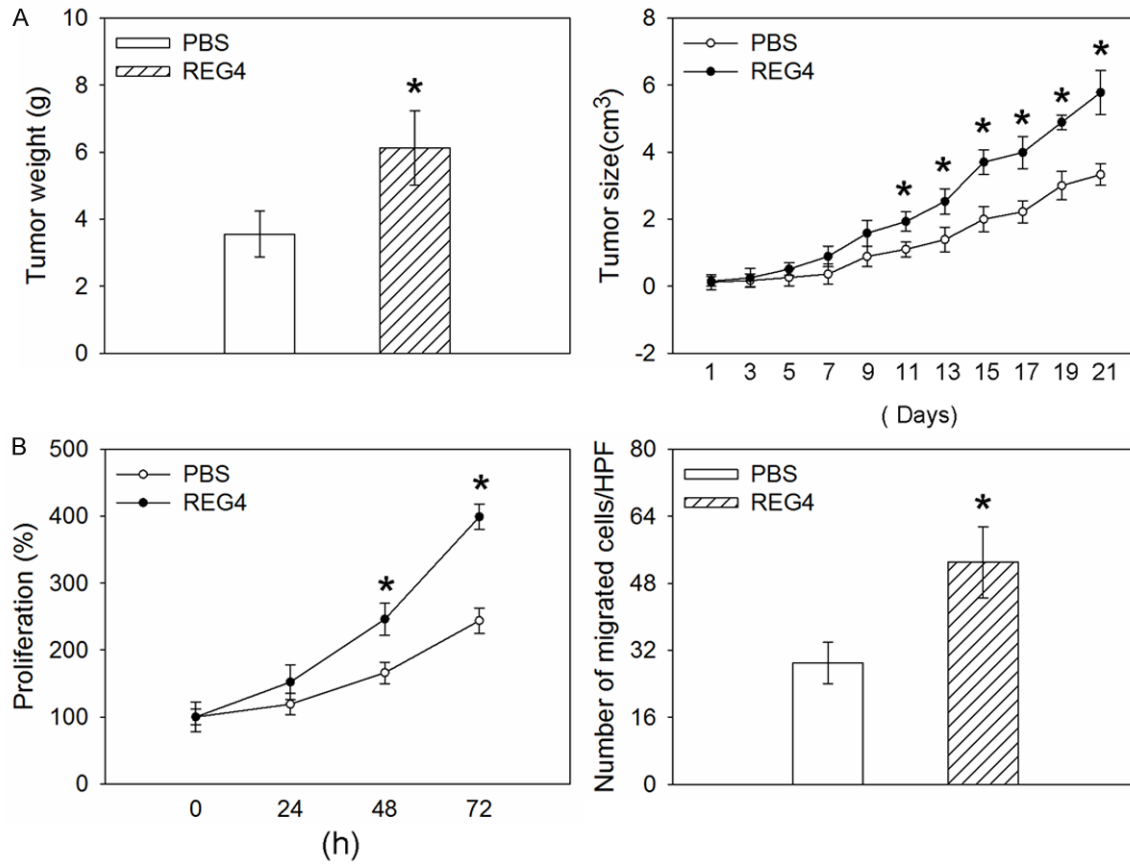 A
Tumor weight (g)
10
8
6
4
2
0
PBS
REG4
*
Tumor size(cm3)
8
6
4
2
0
-2
PBS
REG4
* * * * * *
1 3 5 7 9 11 13 15 17 19 21
( Days)
B
Proliferation (%)
500
400
300
200
100
0
PBS
REG4
* *
0 24 48 72
(h)
Number of migrated cells/HPF
80
64
48
32
16
0
PBS
REG4
*